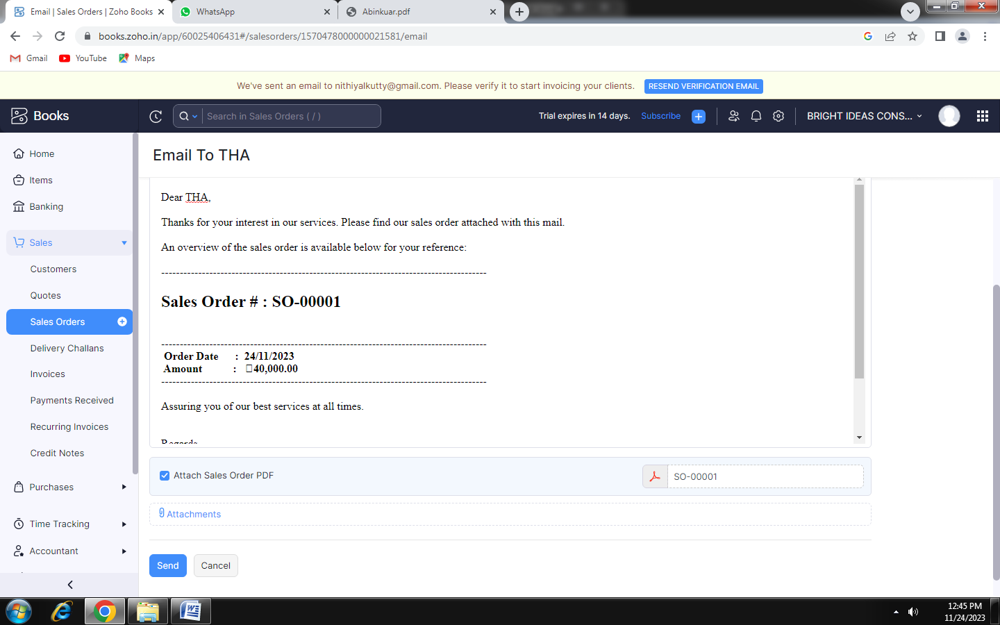 Email | Sales Orders | Zoho Books
WhatsApp
Abinkuar.pdf
books.zoho.in/app/60025406431#/salesorders/1570478000000021581/email
Gmail
YouTube
Maps
We've sent an email to nithiyalkutty@gmail.com. Please verify it to start invoicing your clients.
RESEND VERIFICATION EMAIL
Books
Search in Sales Orders ( / )
Trial expires in 14 days.
Subscribe
BRIGHT IDEAS CONS...
Home
Items
Banking
Sales
Customers
Quotes
Sales Orders
Delivery Challans
Invoices
Payments Received
Recurring Invoices
Credit Notes
Purchases
Time Tracking
Accountant
Email To THA
Dear THA,
Thanks for your interest in our services. Please find our sales order attached with this mail.
An overview of the sales order is available below for your reference:
-----------------------------------------------------------------------------------------
Sales Order # : SO-00001
-----------------------------------------------------------------------------------------
Order Date : 24/11/2023
Amount : 40,000.00
-----------------------------------------------------------------------------------------
Assuring you of our best services at all times.
Regards
Attach Sales Order PDF
SO-00001
Attachments
Send
Cancel
12:45 PM
11/24/2023